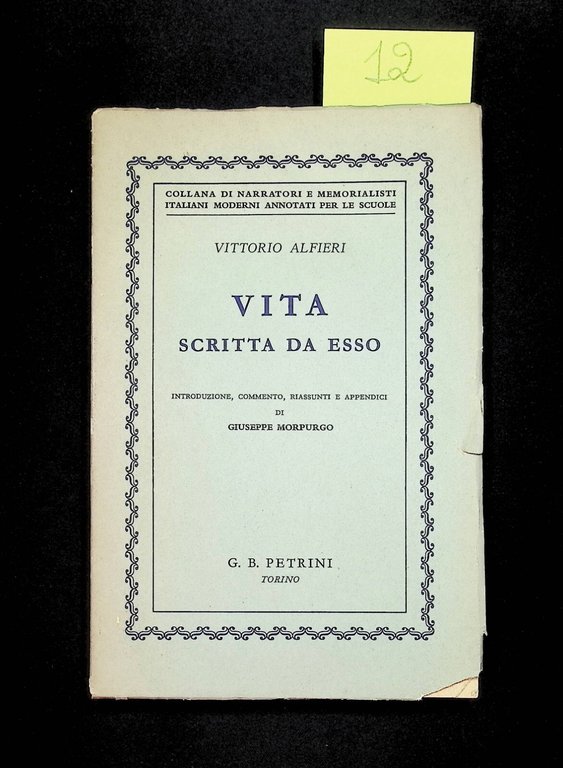 12
COLLANA DI NARRATORI E MEMORIALISTI
ITALIANI MODERNI ANNOTATI PER LE SCUOLE
VITTORIO ALFIERI
VITA
SCRITTA DA ESSO
INTRODUZIONE, COMMENTO, RIASSUNTI E APPENDICI
DI
GIUSEPPE MORPURGO
G. B. PETRINI
TORINO